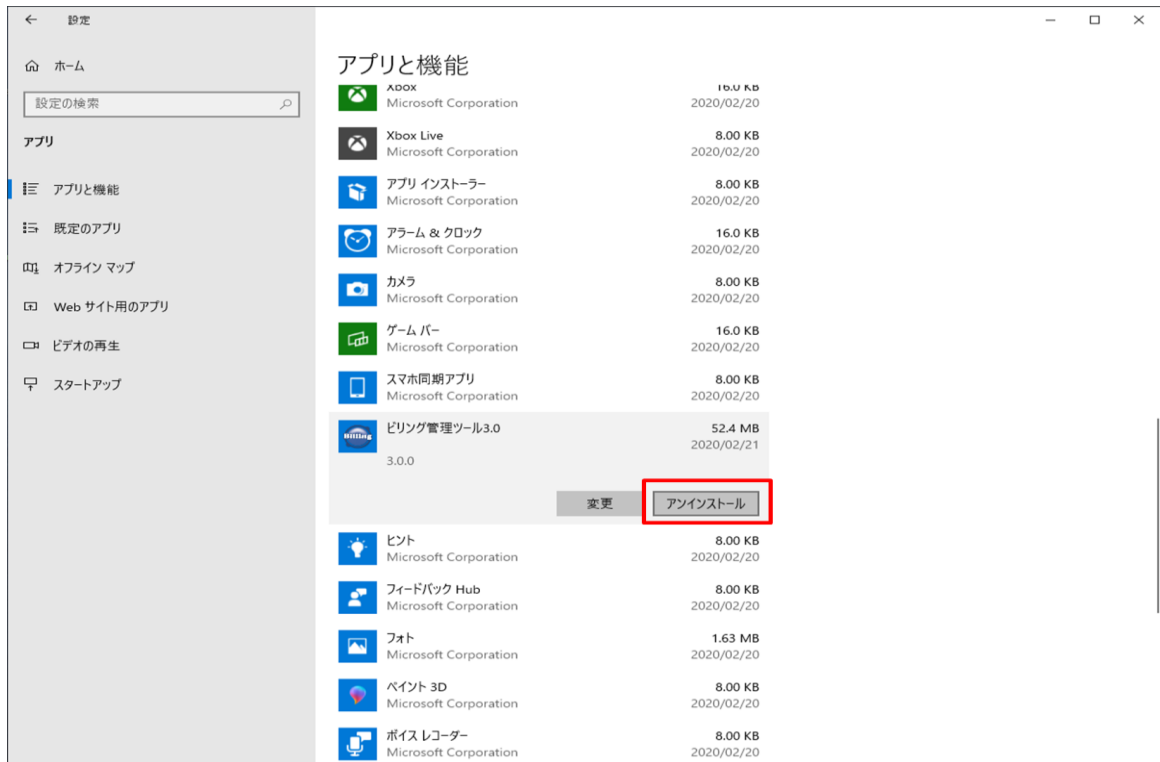 設定
ホーム
設定の検索
アプリ
アプリと機能
既定のアプリ
オフライン マップ
Web サイト用のアプリ
ビデオの再生
スタートアップ
アプリと機能
Xbox 16.0 KB
Microsoft Corporation 2020/02/20
Xbox Live 8.00 KB
Microsoft Corporation 2020/02/20
アプリ インストーラー 8.00 KB
Microsoft Corporation 2020/02/20
アラーム & クロック 16.0 KB
Microsoft Corporation 2020/02/20
カメラ 8.00 KB
Microsoft Corporation 2020/02/20
ゲーム バー 16.0 KB
Microsoft Corporation 2020/02/20
スマホ同期アプリ 8.00 KB
Microsoft Corporation 2020/02/20
Billing
ビリング管理ツール3.0 52.4 MB
2020/02/21
3.0.0
変更 アンインストール
ヒント 8.00 KB
Microsoft Corporation 2020/02/20
フィードバック Hub 8.00 KB
Microsoft Corporation 2020/02/20
フォト 1.63 MB
Microsoft Corporation 2020/02/20
ペイント 3D 8.00 KB
Microsoft Corporation 2020/02/20
ボイス レコーダー 8.00 KB
Microsoft Corporation 2020/02/20